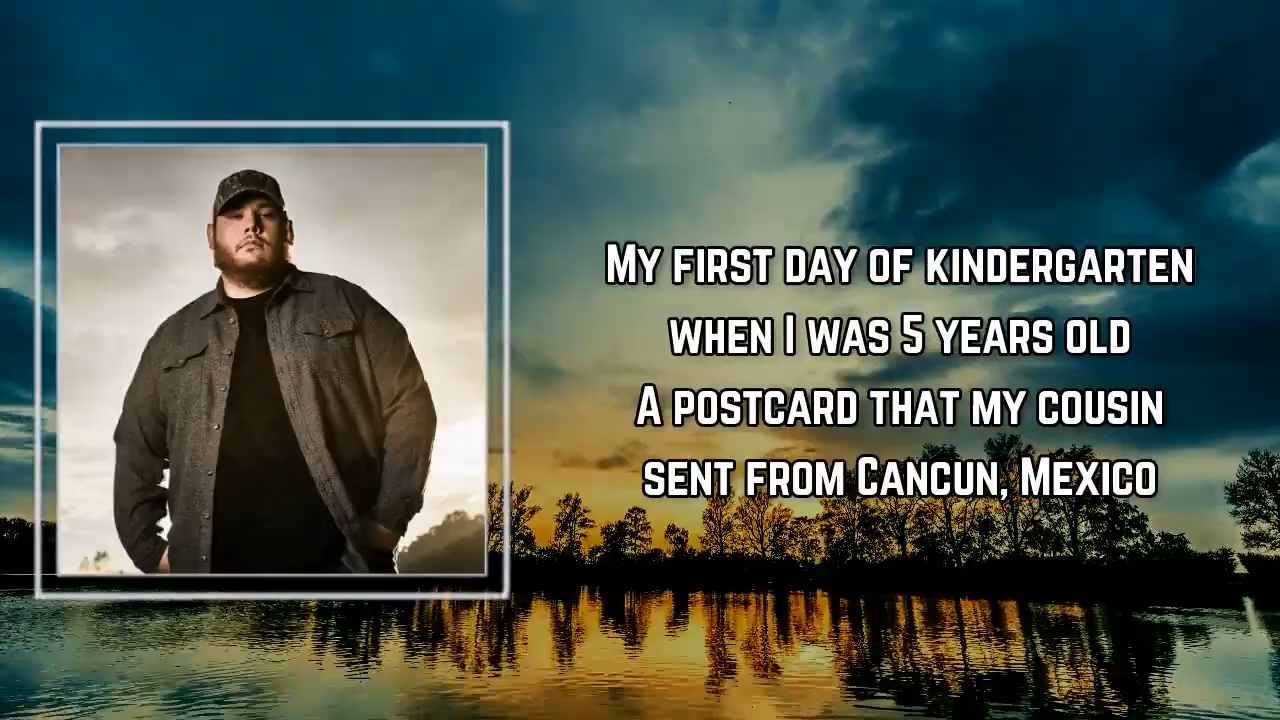 My first day of kindergarten
when I was 5 years old
A postcard that my cousin
sent from Cancun, Mexico